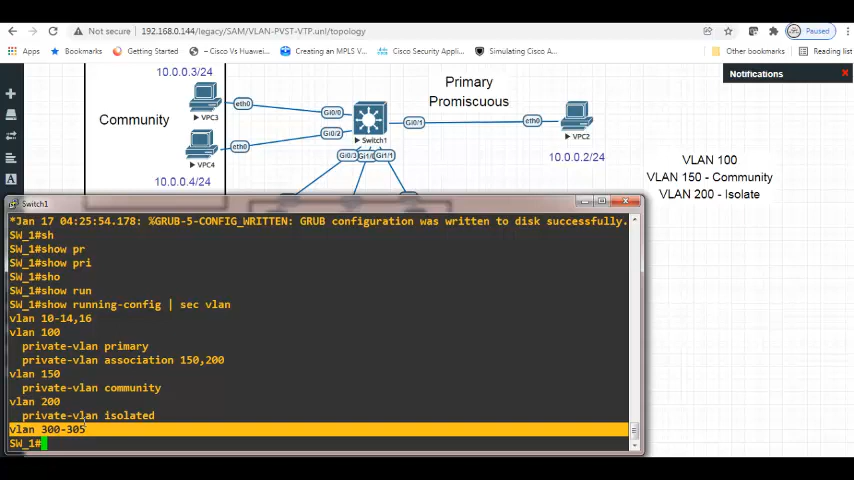 Not secure | 192.168.0.144/legacy/SAM/VLAN-PVST-VTP.unl/topology
Paused
Apps Bookmarks Getting Started – Cisco Vs Huawei... Creating an MPLS V... Cisco Security Appl... Simulating Cisco A... Other bookmarks Reading list
Notifications
10.0.0.3/24
Primary
Promiscuous
VPC3
eth0
Gi0/0
Community
Switch1
Gi0/1
eth0
VPC2
VPC4
eth0
Gi0/2
10.0.0.2/24
Gi0/3
Gi1/1
10.0.0.4/24
VLAN 100
VLAN 150 - Community
VLAN 200 - Isolate
Switch1
*Jan 17 04:25:54.178: %GRUB-5-CONFIG_WRITTEN: GRUB configuration was written to disk successfully.
SW_1#sh
SW_1#show pr
SW_1#show pri
SW_1#sho
SW_1#show run
SW_1#show running-config | sec vlan
vlan 10-14,16
vlan 100
private-vlan primary
private-vlan association 150,200
vlan 150
private-vlan community
vlan 200
private-vlan isolated
vlan 300-305
SW_1#